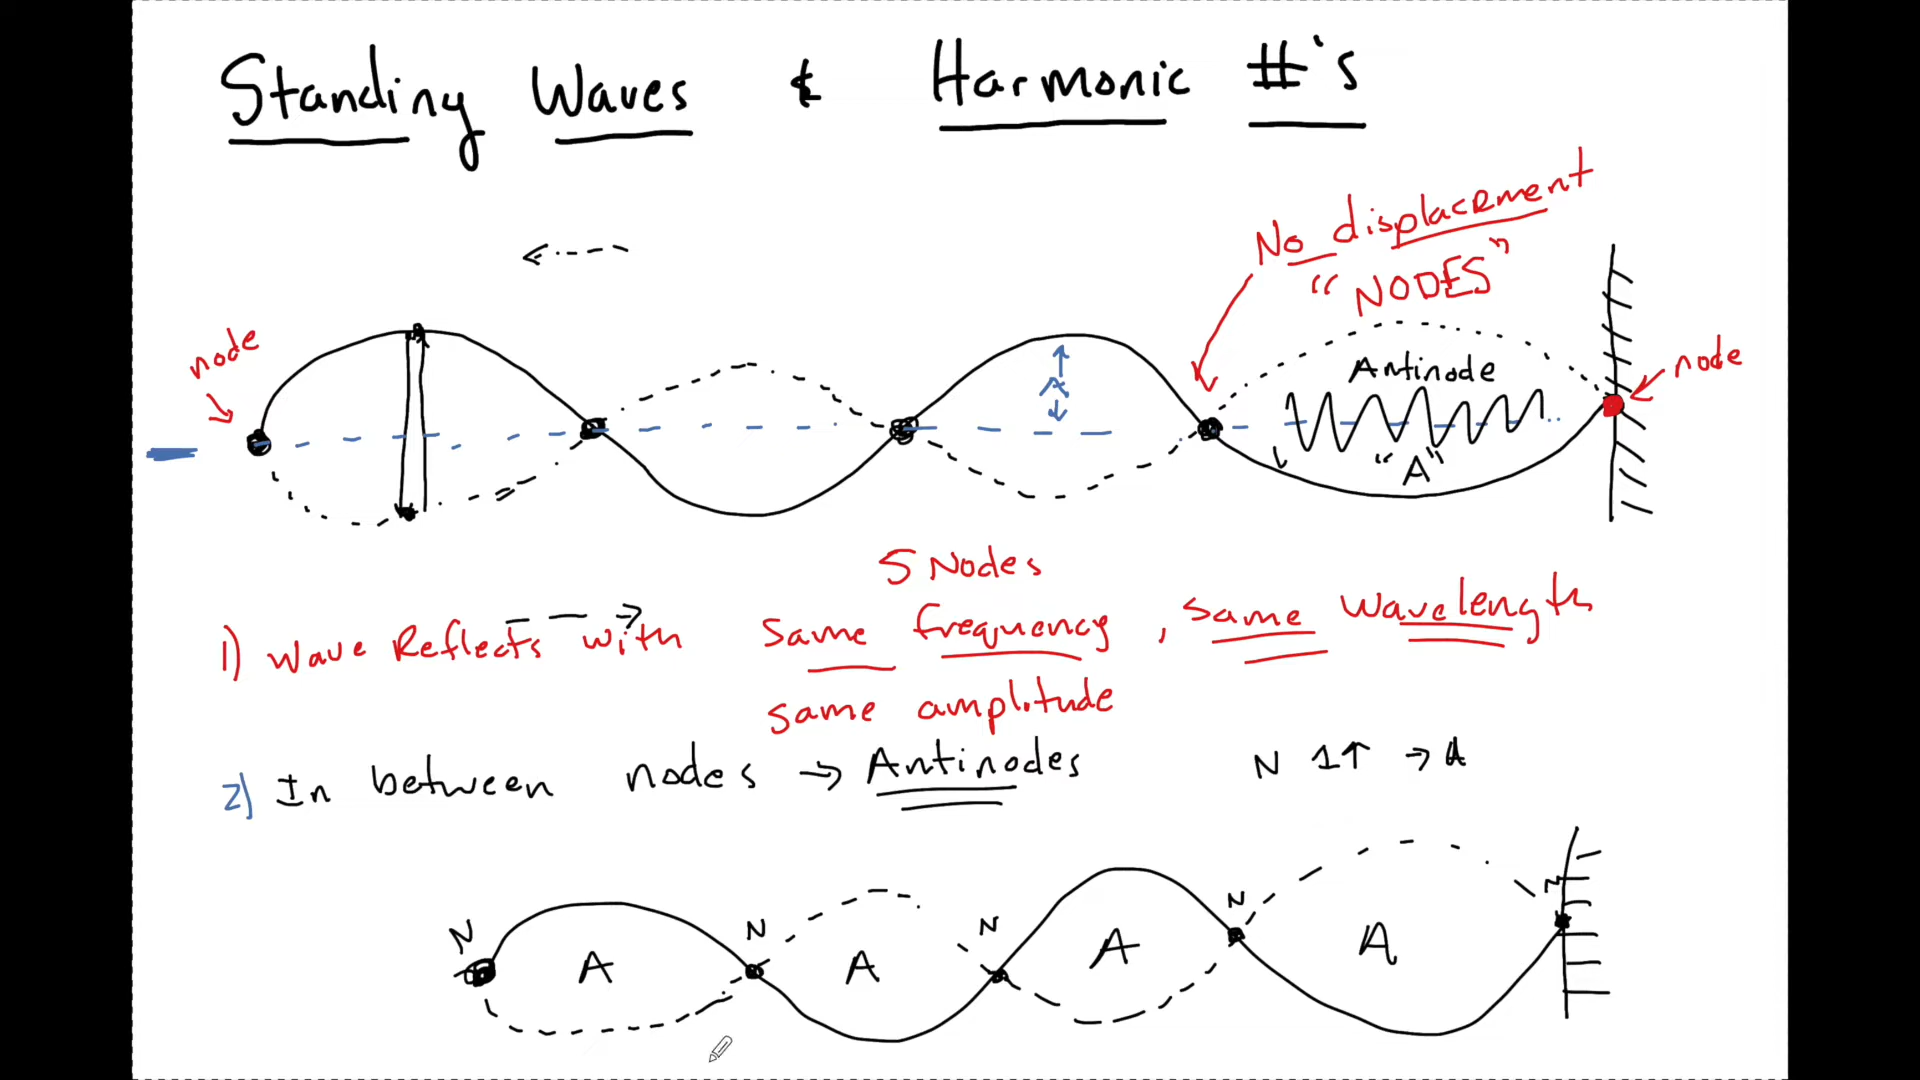 Standing Waves & Harmonic #'s
No displacement
"NODES"
node
Antinode
node
A
"A"
5 Nodes
1) Wave Reflects with same frequency, same wavelength
same amplitude
2) In between nodes → Antinodes
N 1↑ → A
N N N N N
A A A A